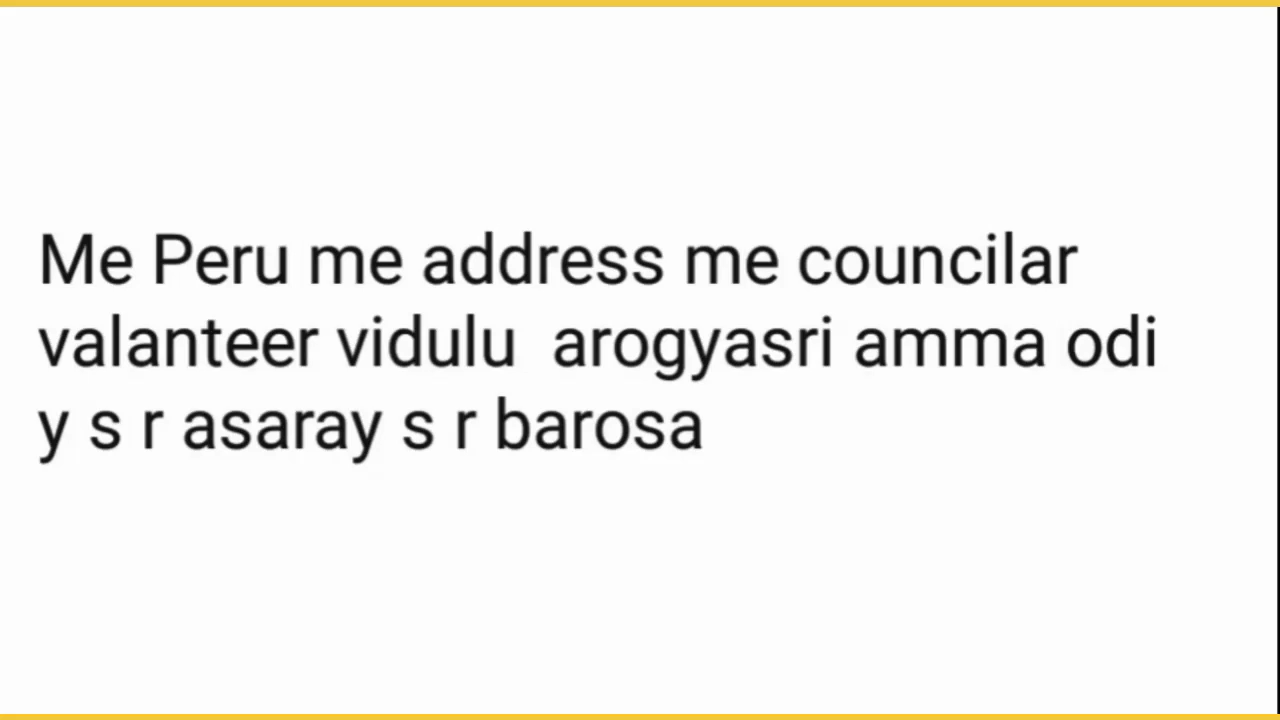 Me Peru me address me councilar
valanteer vidulu  arogyasri amma odi
y s r asaray s r barosa